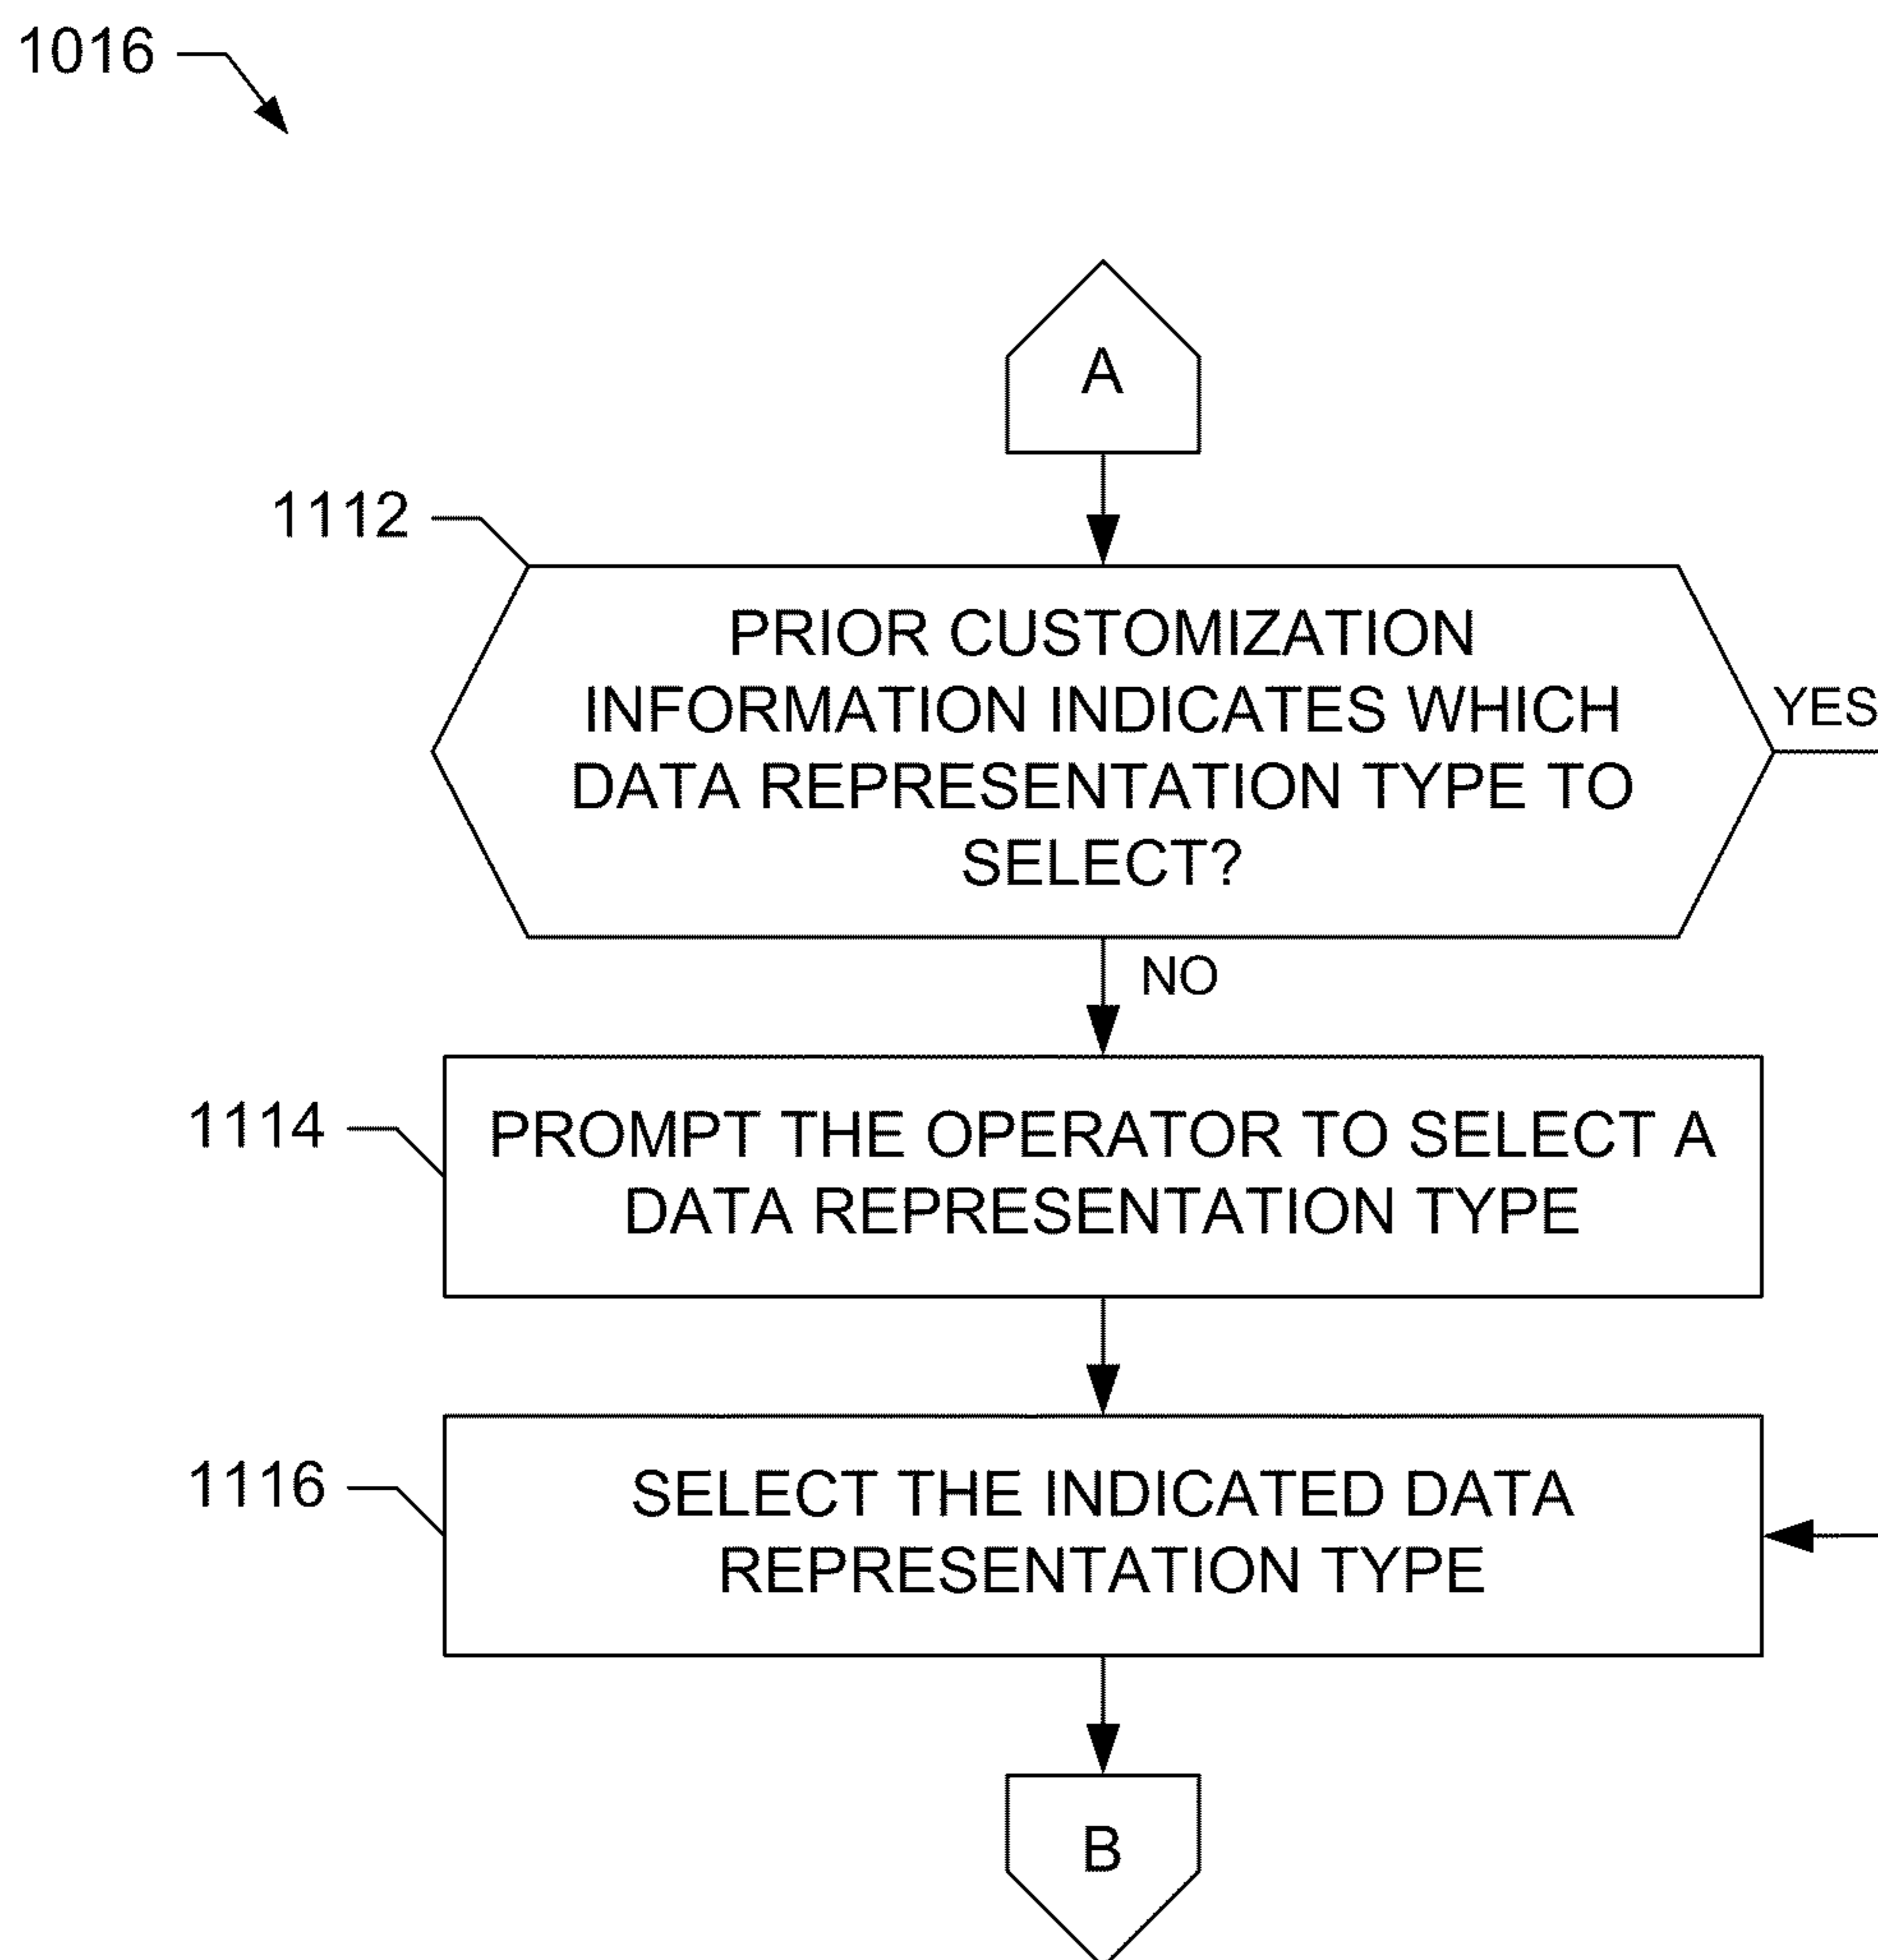 1016
A
1112
PRIOR CUSTOMIZATION
INFORMATION INDICATES WHICH
DATA REPRESENTATION TYPE TO
SELECT?
YES
NO
1114
PROMPT THE OPERATOR TO SELECT A
DATA REPRESENTATION TYPE
1116
SELECT THE INDICATED DATA
REPRESENTATION TYPE
B